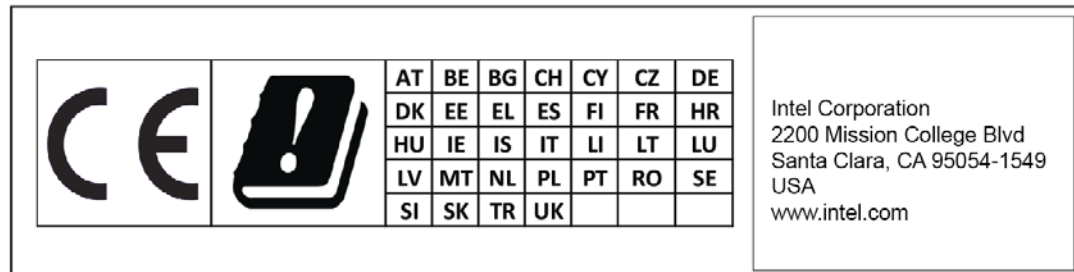 CE
!
AT BE BG CH CY CZ DE
DK EE EL ES FI FR HR
HU IE IS IT LI LT LU
LV MT NL PL PT RO SE
SI SK TR UK
Intel Corporation
2200 Mission College Blvd
Santa Clara, CA 95054-1549
USA
www.intel.com